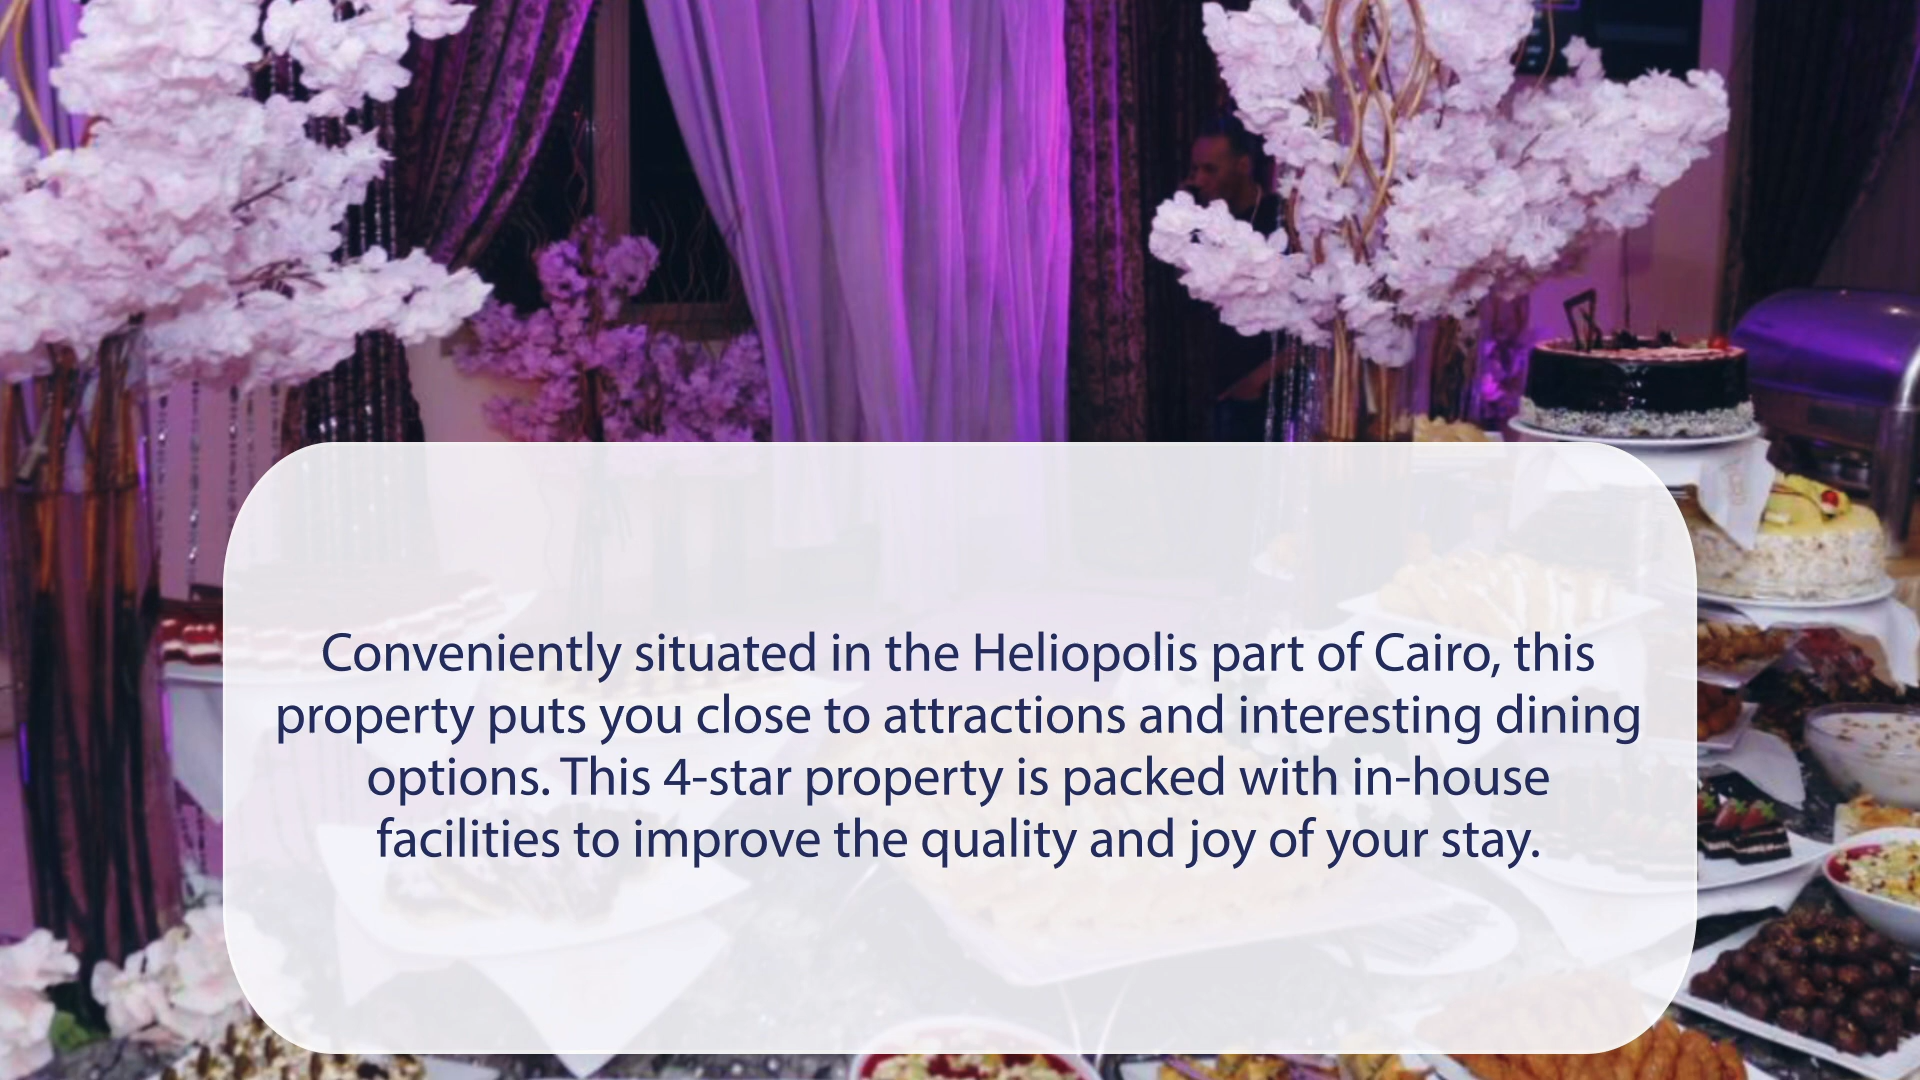 Conveniently situated in the Heliopolis part of Cairo, this
property puts you close to attractions and interesting dining
options. This 4-star property is packed with in-house
facilities to improve the quality and joy of your stay.